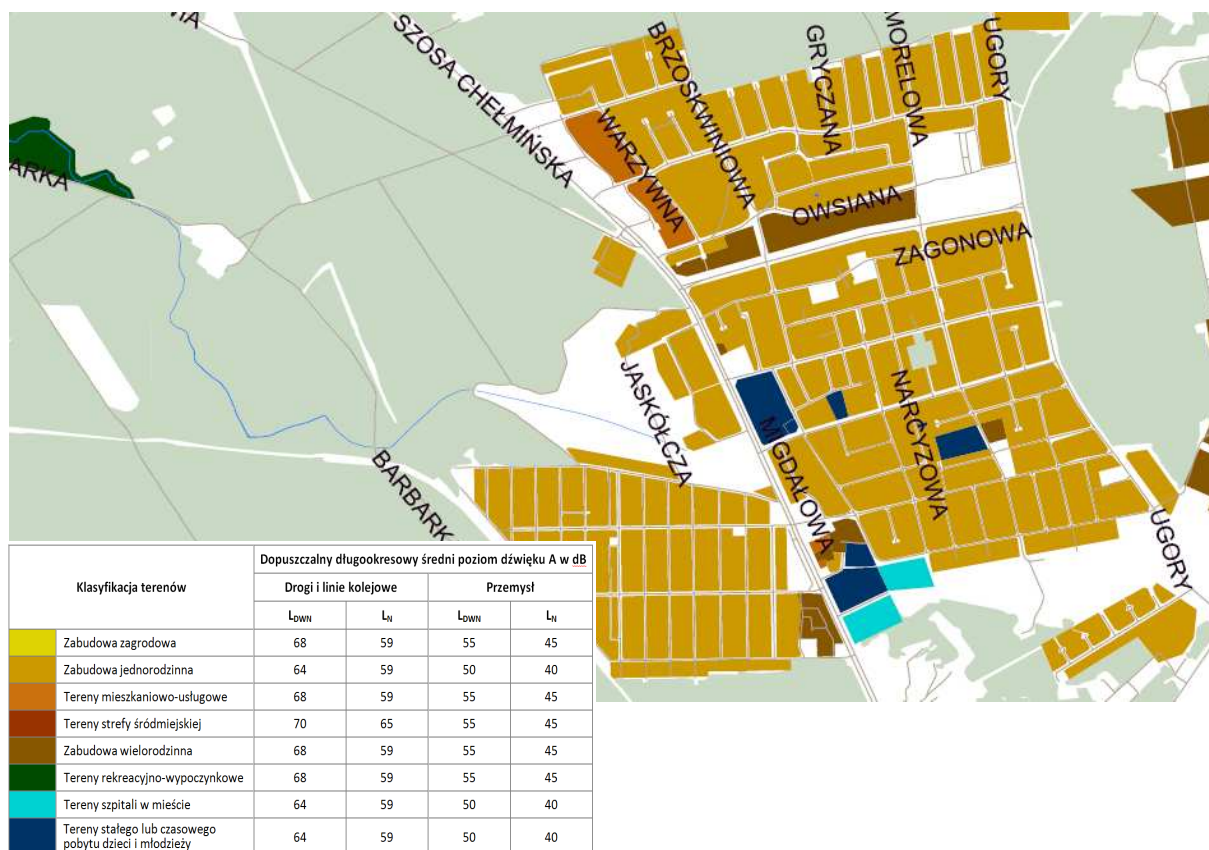 SZOSA CHEŁMIŃSKA
BRZOSKWINIOWA
GRYCZANA
MORELOWA
UGORY
WARZYWNA
ARKA
OWSIANA
ZAGONOWA
JASKÓŁCZA
MIGDAŁOWA
NARCYZOWA
BARBARK
UGORY
Klasyfikacja terenów
Dopuszczalny długookresowy średni poziom dźwięku A w dB
Drogi i linie kolejowe Przemysł
LDWN LN LDWN LN
Zabudowa zagrodowa 68 59 55 45
Zabudowa jednorodzinna 64 59 50 40
Tereny mieszkaniowo-usługowe 68 59 55 45
Tereny strefy śródmiejskiej 70 65 55 45
Zabudowa wielorodzinna 68 59 55 45
Tereny rekreacyjno-wypoczynkowe 68 59 55 45
Tereny szpitali w mieście 64 59 50 40
Tereny stałego lub czasowego
pobytu dzieci i młodzieży 64 59 50 40